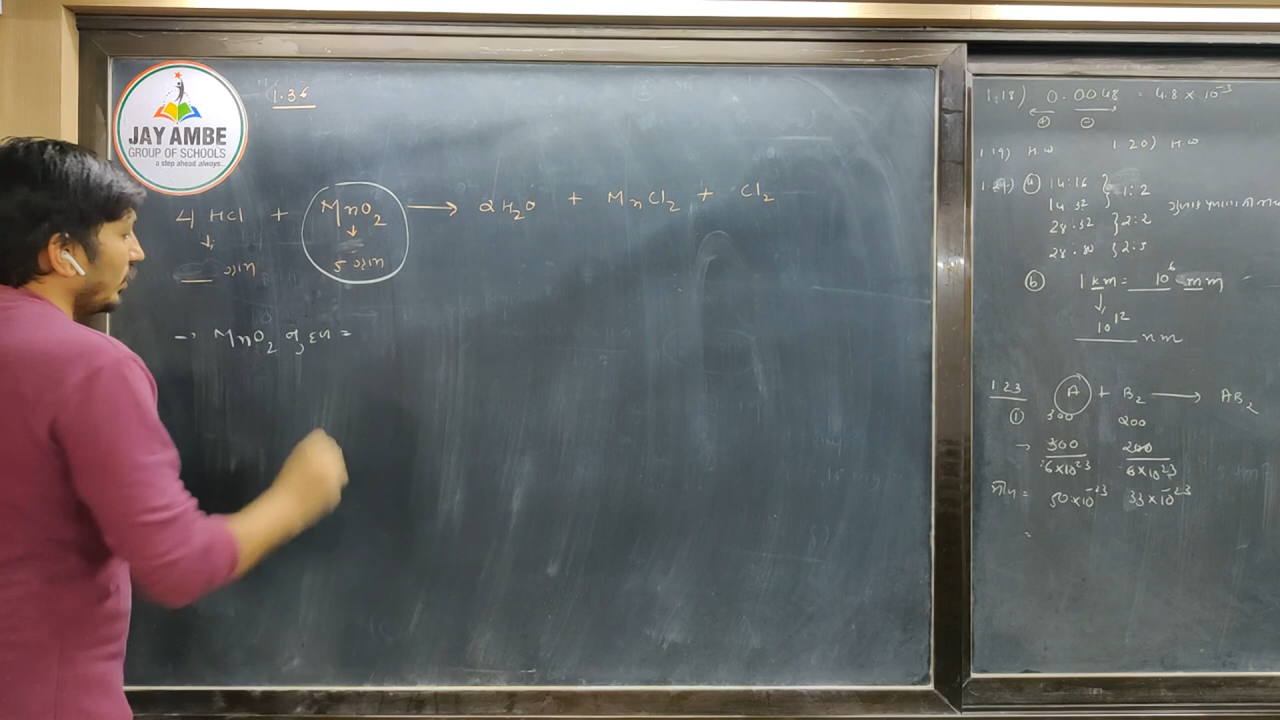 JAY AMBE
GROUP OF SCHOOLS
a step ahead always...
1.36
4 HCl + MnO₂ → 2H₂O + MnCl₂ + Cl₂
↓ ↓
___ ગ્રામ 5 ગ્રામ
→ MnO₂ નું દળ =
1.18) 0.0048 = 4.8 × 10⁻³
⊕ ⊖
1.19) H.W 1.20) H.W
1.21) ⓐ 14:16 } 1:2
14 32
28:32 } 2:2
28:80 } 2:5
ⓑ 1 km = 10⁶ mm
↓
10¹² nm
1.23 A + B₂ → AB₂
① 300 200
→ 300/6×10²³ 200/6×10²³
મોલ = 50×10⁻²³ 33×10⁻²³